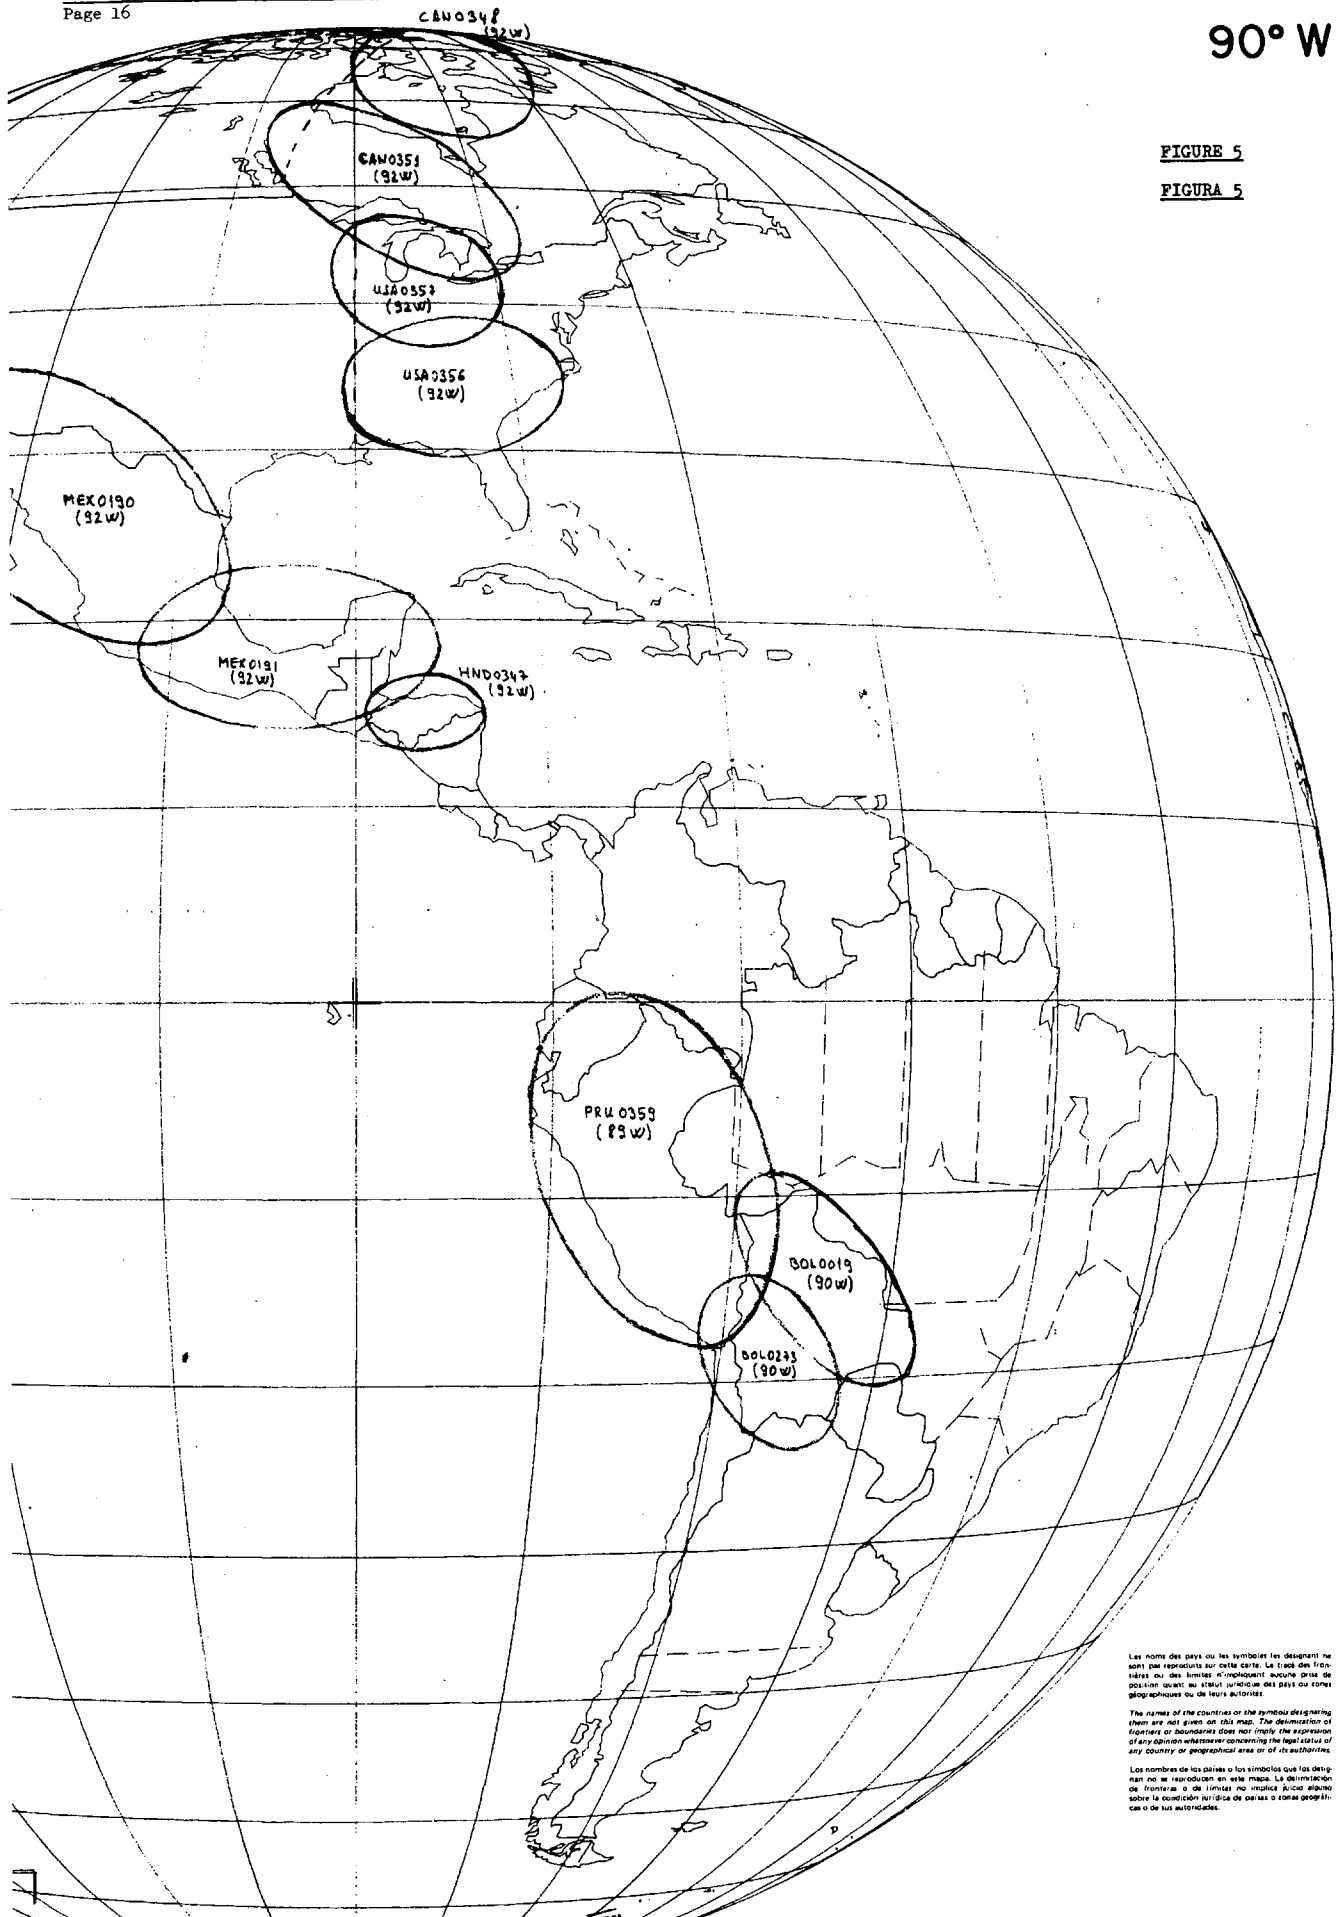 Page 16
CAN0348
(92W)
90° W
FIGURE 5
FIGURA 5
CAN0351
(92W)
USA0357
(92W)
USA0356
(92W)
MEX0190
(92W)
MEX0191
(92W)
HND0347
(92W)
PRU0359
(89W)
BOL0019
(90W)
BOL0273
(90W)
Les noms des pays ou les symboles les désignant ne
sont pas reproduits sur cette carte. Le tracé des fron-
tières ou des limites n'impliquent aucune prise de
position quant au statut juridique des pays ou zones
géographiques ou de leurs autorités.
The names of the countries or the symbols designating
them are not given on this map. The delimitation of
frontiers or boundaries does not imply the expression
of any opinion whatsoever concerning the legal status of
any country or geographical area or of its authorities.
Los nombres de los países o los símbolos que los desig-
nan no se reproducen en este mapa. La delimitación
de fronteras o de límites no implica juicio alguno
sobre la condición jurídica de países o zonas geográfi-
cas o de sus autoridades.